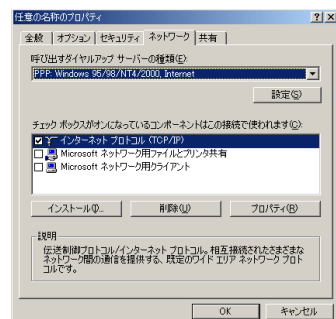 任意の名称のプロパティ
全般 オプション セキュリティ ネットワーク 共有
呼び出すダイヤルアップ サーバーの種類(E):
PPP: Windows 95/98/NT4/2000, Internet
設定(S)
チェック ボックスがオンになっているコンポーネントはこの接続で使われます(C):
インターネット プロトコル (TCP/IP)
Microsoft ネットワーク用ファイルとプリンタ共有
Microsoft ネットワーク用クライアント
インストール(I)... 削除(U) プロパティ(R)
説明
伝送制御プロトコル/インターネット プロトコル。相互接続されたさまざまな
ネットワーク間の通信を提供する、既定のワイド エリア ネットワーク プロト
コルです。
OK キャンセル